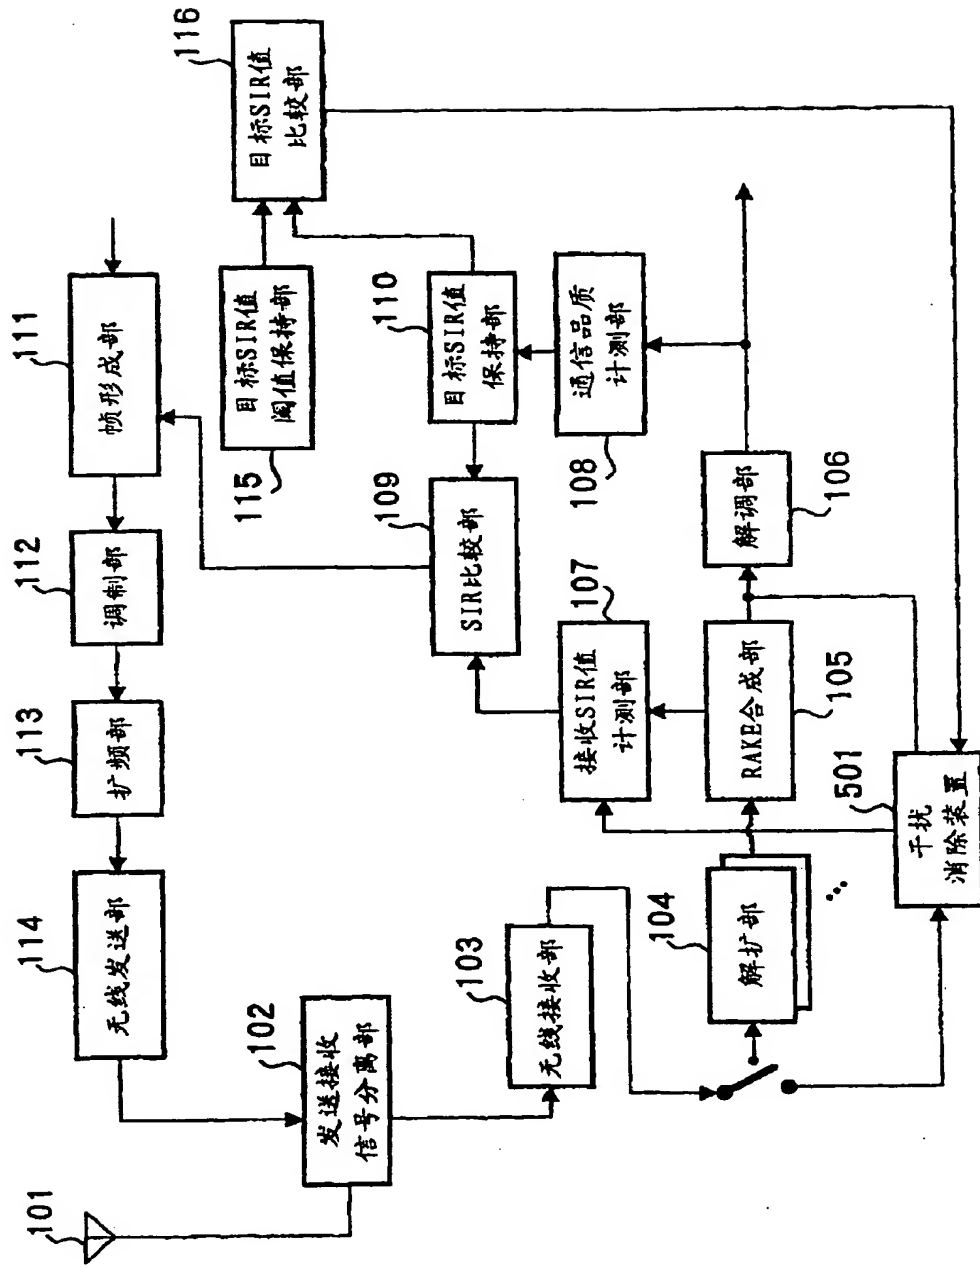 101
114
无线发送部
113
扩频部
112
调制部
111
帧形成部
116
目标SIR值
比较部
102
发送接收
信号分离部
115
目标SIR值
阈值保持部
109
SIR比较部
110
目标SIR值
保持部
103
无线接收部
107
接收SIR值
计测部
108
通信品质
计测部
104
解扩部
...
105
RAKE合成部
106
解调部
501
干扰
消除装置